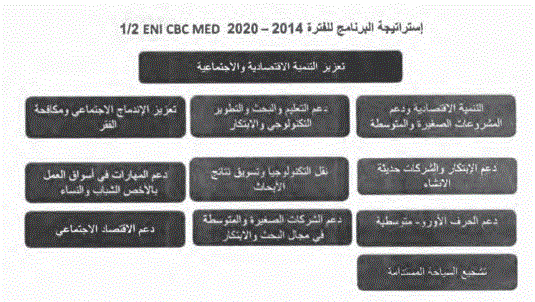 إستراتيجة البرنامج للفترة 2014 – 2020 ENI CBC MED 1/2
تعزيز التنمية الاقتصادية والاجتماعية
التنمية الاقتصادية ودعم
المشروعات الصغيرة والمتوسطة
دعم التعليم والبحث والتطوير
التكنولوجي والابتكار
تعزيز الإندماج الاجتماعي ومكافحة
الفقر
دعم الإبتكار والشركات حديثة
الانشاء
نقل التكنولوجيا وتسويق نتائج
الأبحاث
دعم المهارات في أسواق العمل
بالأخص الشباب والنساء
دعم الحرف الأورو- متوسطية
دعم الشركات الصغيرة والمتوسطة
في مجال البحث والابتكار
دعم الاقتصاد الاجتماعي
تشجيع السياحة المستدامة